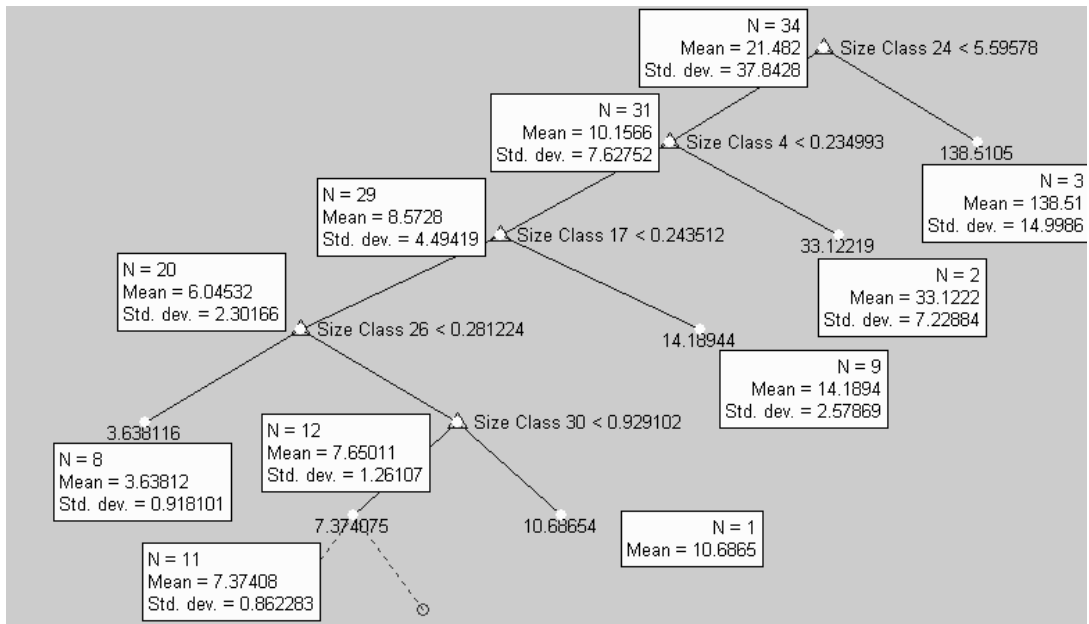 N = 34
Mean = 21.482
Std. dev. = 37.8428
Size Class 24 < 5.59578
N = 31
Mean = 10.1566
Std. dev. = 7.62752
Size Class 4 < 0.234993
138.5105
N = 3
Mean = 138.51
Std. dev. = 14.9986
N = 29
Mean = 8.5728
Std. dev. = 4.49419
Size Class 17 < 0.243512
33.12219
N = 2
Mean = 33.1222
Std. dev. = 7.22884
N = 20
Mean = 6.04532
Std. dev. = 2.30166
Size Class 26 < 0.281224
14.18944
N = 9
Mean = 14.1894
Std. dev. = 2.57869
3.638116
N = 8
Mean = 3.63812
Std. dev. = 0.918101
N = 12
Mean = 7.65011
Std. dev. = 1.26107
Size Class 30 < 0.929102
7.374075
10.68654
N = 1
Mean = 10.6865
N = 11
Mean = 7.37408
Std. dev. = 0.862283